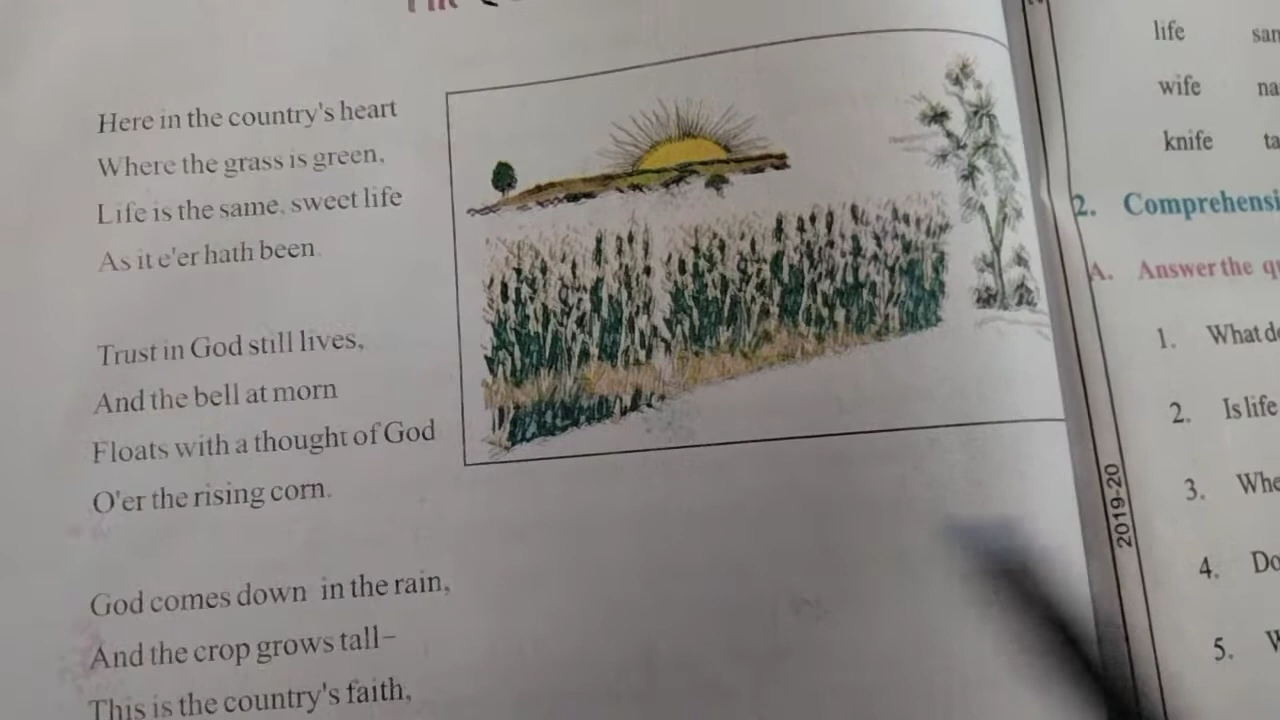 Here in the country's heart
Where the grass is green,
Life is the same, sweet life
As it e'er hath been.
Trust in God still lives,
And the bell at morn
Floats with a thought of God
O'er the rising corn.
God comes down in the rain,
And the crop grows tall–
This is the country's faith,
2019-20
life
wife
knife
2. Comprehensi
A. Answer the qu
1. What do
2. Is life
3. Whe
4. Do
5. W